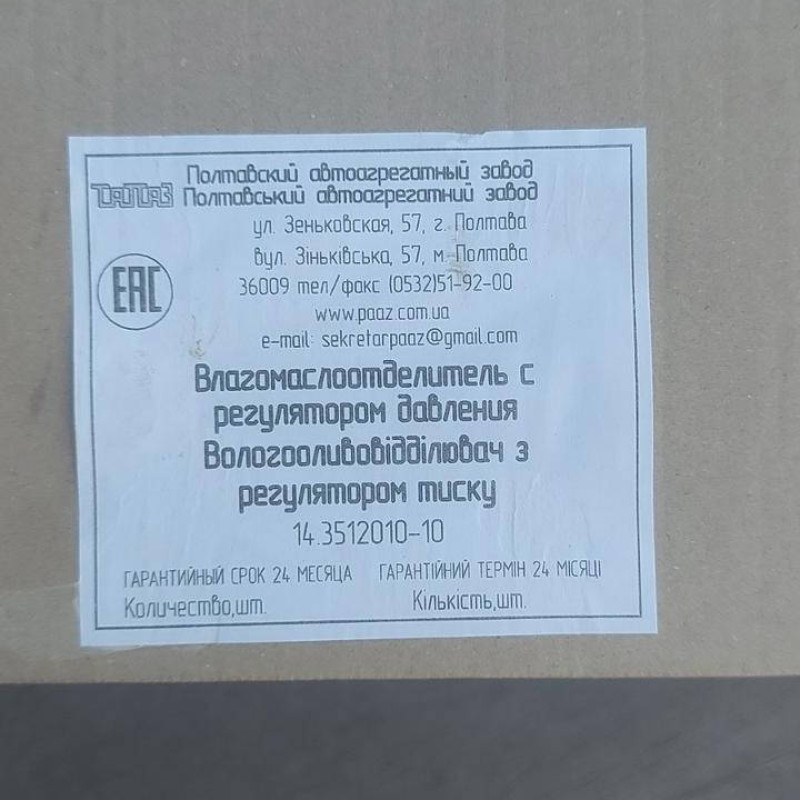 Полтавский автоагрегатный завод
ПААЗ Полтавський автоагрегатний завод
ул. Зеньковская, 57, г. Полтава
вул. Зіньківська, 57, м. Полтава
EAC
36009 тел/факс (0532)51-92-00
www.paaz.com.ua
e-mail: sekretarpaaz@gmail.com
Влагомаслоотделитель с
регулятором давления
Вологооливовідділювач з
регулятором тиску
14.3512010-10
ГАРАНТИЙНЫЙ СРОК 24 МЕСЯЦА ГАРАНТІЙНИЙ ТЕРМІН 24 МІСЯЦІ
Количество,шт. Кількість,шт.